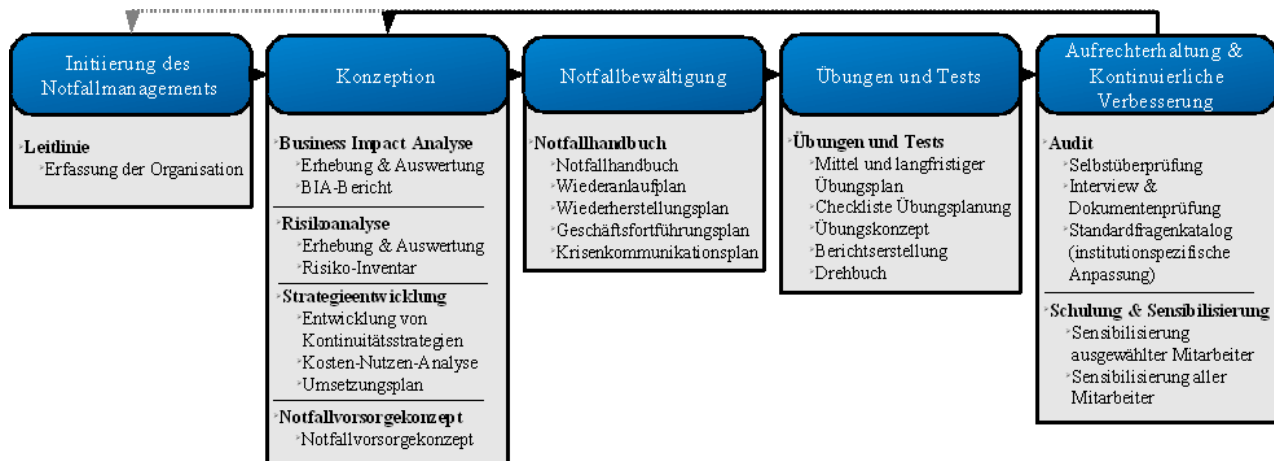 Initiierung des
Notfallmanagements
Leitlinie
Erfassung der Organisation
Konzeption
Business Impact Analyse
Erhebung & Auswertung
BIA-Bericht
Risikoanalyse
Erhebung & Auswertung
Risiko-Inventar
Strategieentwicklung
Entwicklung von
Kontinuitätsstrategien
Kosten-Nutzen-Analyse
Umsetzungsplan
Notfallvorsorgekonzept
Notfallvorsorgekonzept
Notfallbewältigung
Notfallhandbuch
Notfallhandbuch
Wiederanlaufplan
Wiederherstellungsplan
Geschäftsfortführungsplan
Krisenkommunikationsplan
Übungen und Tests
Übungen und Tests
Mittel und langfristiger
Übungsplan
Checkliste Übungsplanung
Übungskonzept
Berichtserstellung
Drehbuch
Aufrechterhaltung &
Kontinuierliche
Verbesserung
Audit
Selbstüberprüfung
Interview &
Dokumentenprüfung
Standardfragenkatalog
(institutionspezifische
Anpassung)
Schulung & Sensibilisierung
Sensibilisierung
ausgewählter Mitarbeiter
Sensibilisierung aller
Mitarbeiter